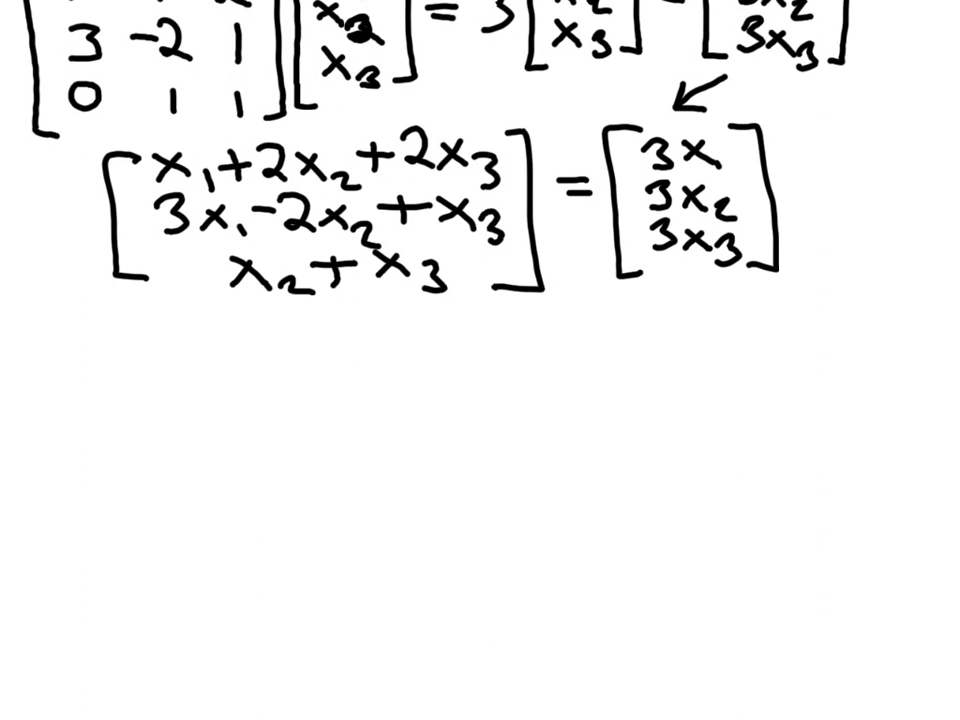 3 -2 1 x₂ = 3 x₂ = 3x₂
0 1 1 x₃ x₃ 3x₃
x₁+2x₂+2x₃ = 3x₁
3x₁-2x₂+x₃ 3x₂
x₂+x₃ 3x₃